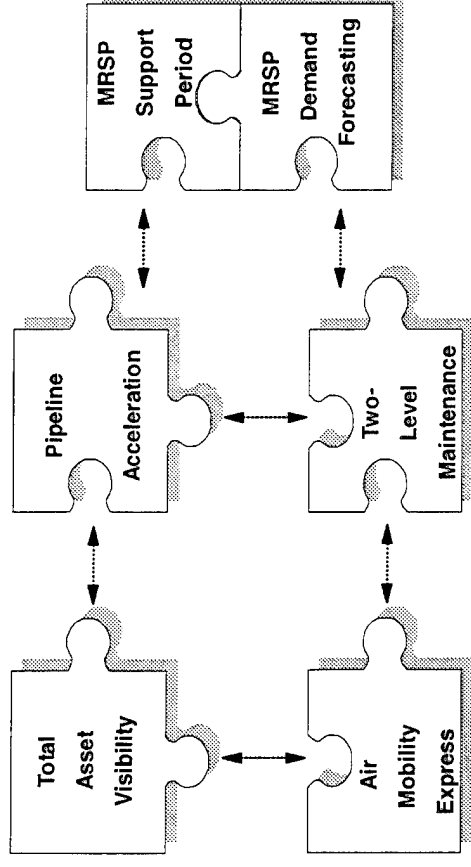 Total
Asset
Visibility
Pipeline
Acceleration
MRSP
Support
Period
Air
Mobility
Express
Two-
Level
Maintenance
MRSP
Demand
Forecasting